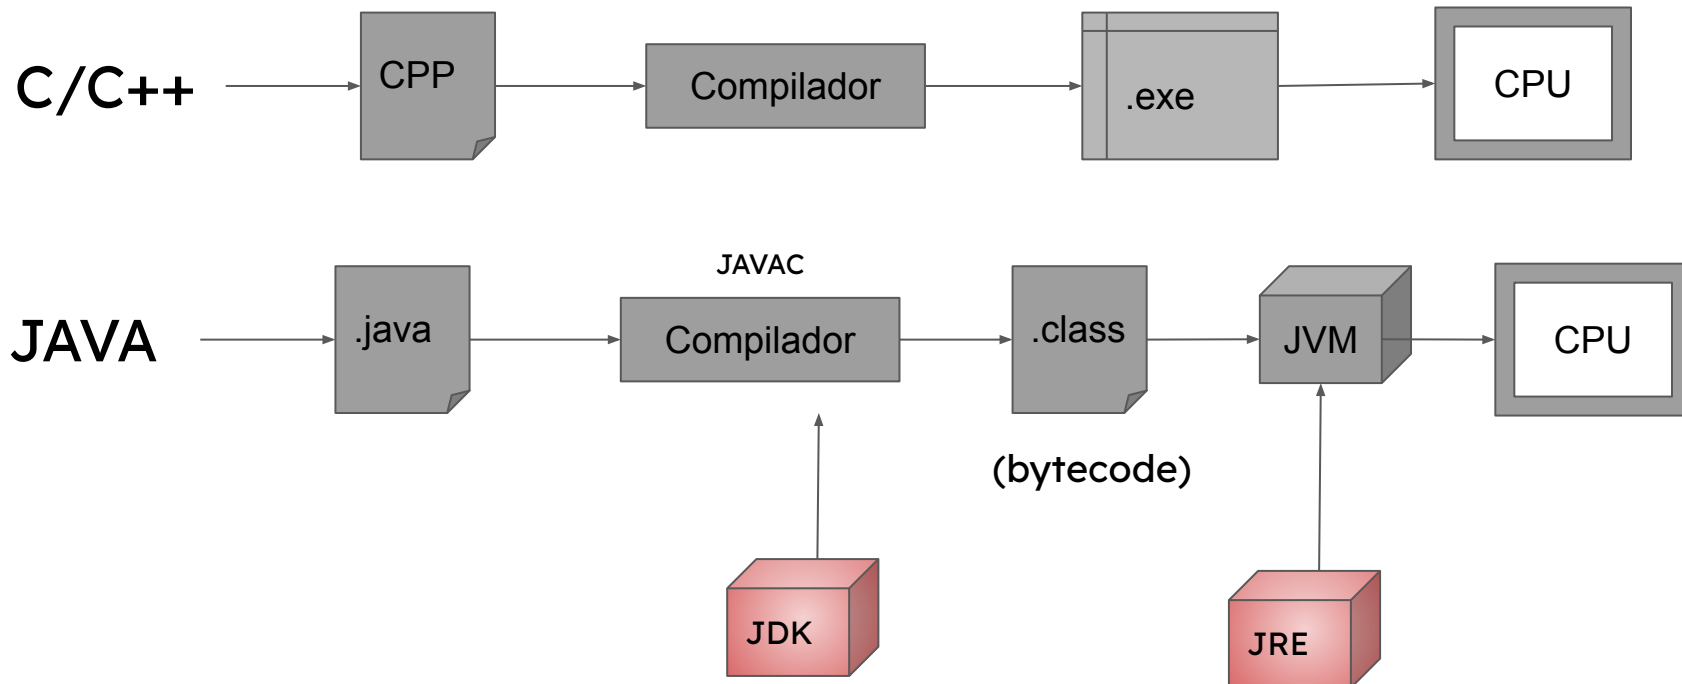 C/C++
CPP
Compilador
.exe
CPU
JAVAC
JAVA
.java
Compilador
.class
JVM
CPU
(bytecode)
JDK
JRE